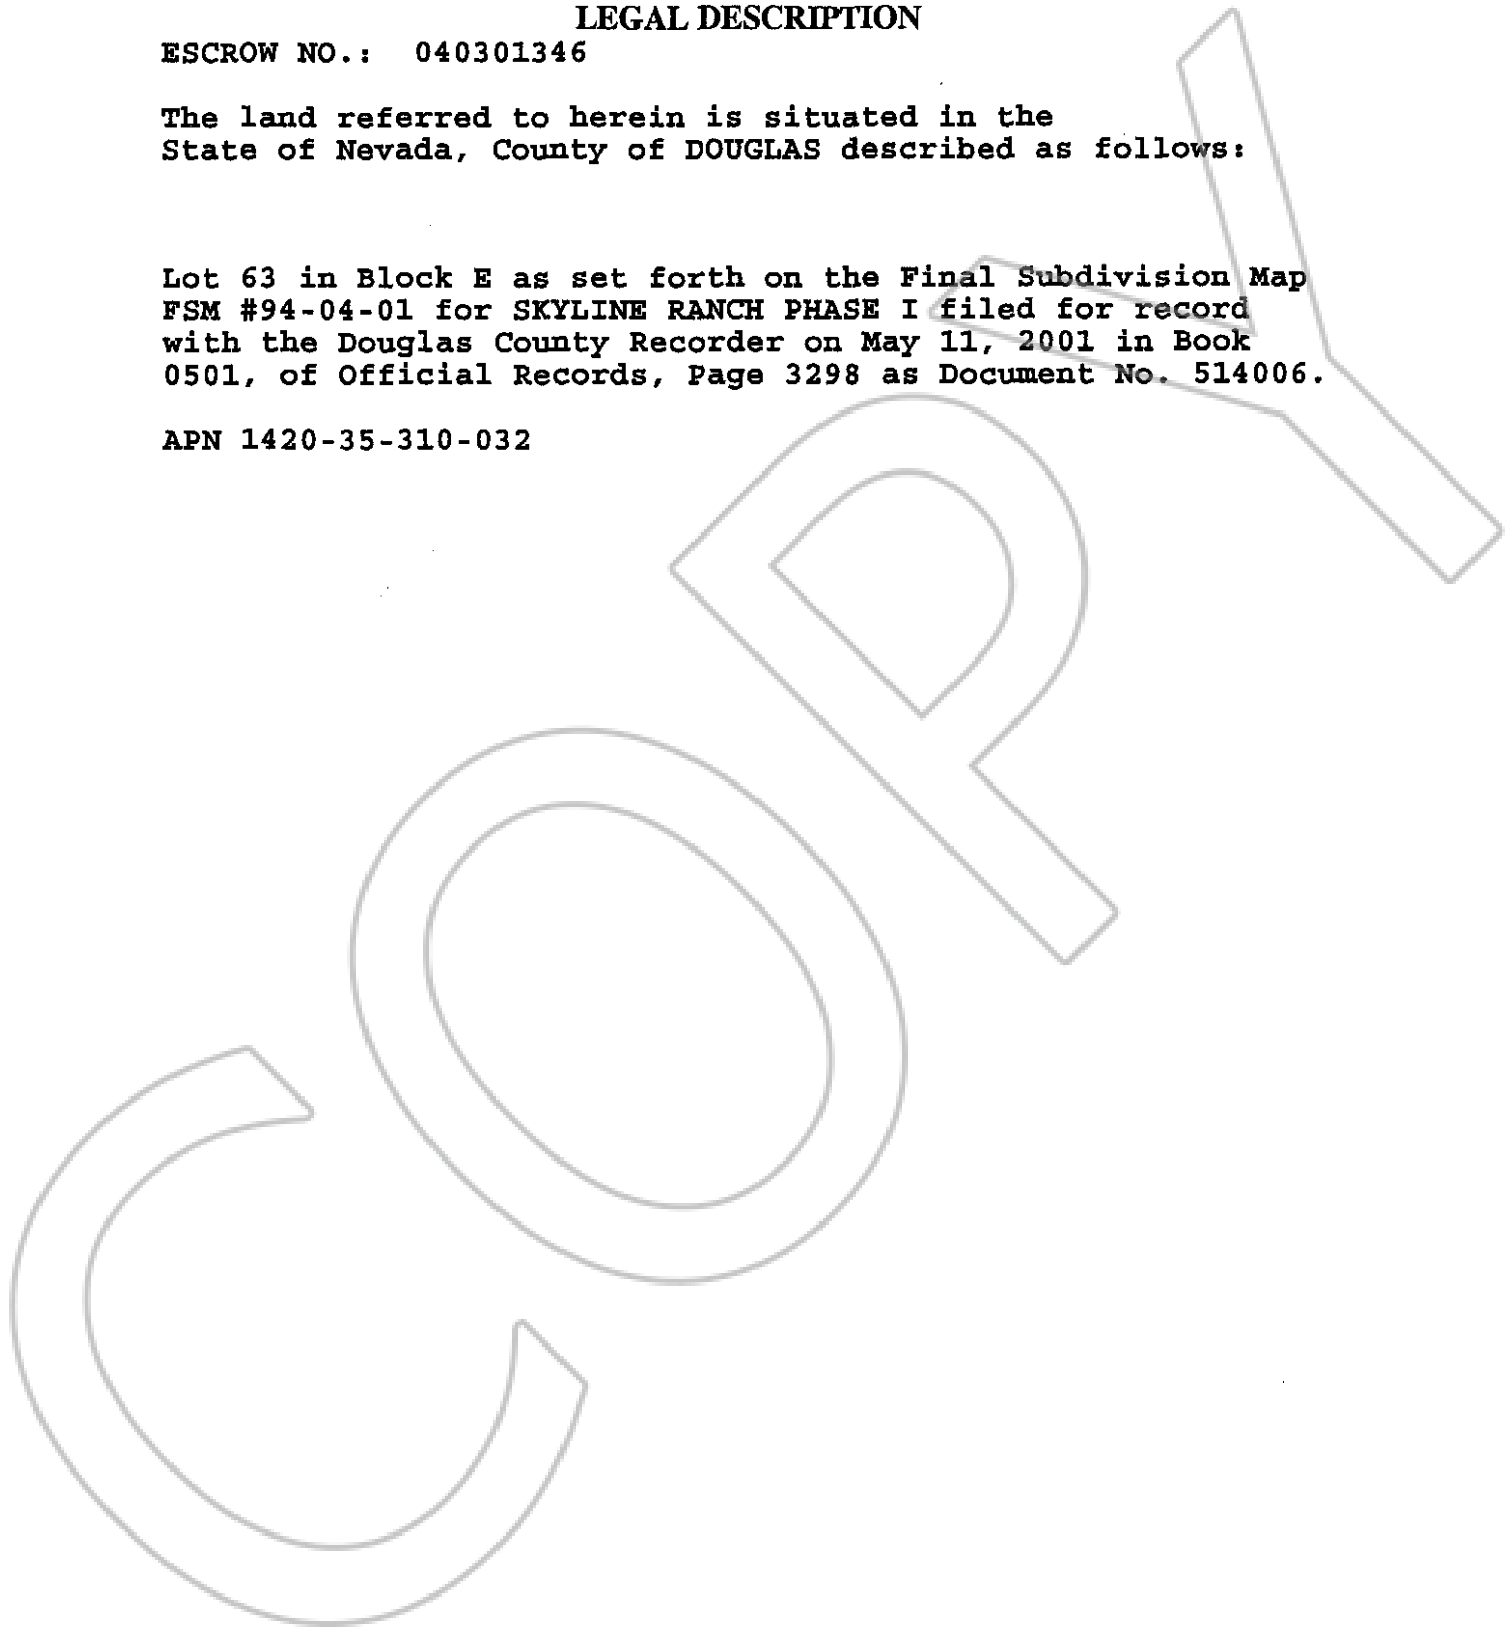 LEGAL DESCRIPTION
ESCROW NO.: 040301346
The land referred to herein is situated in the
State of Nevada, County of DOUGLAS described as follows:
Lot 63 in Block E as set forth on the Final Subdivision Map
FSM #94-04-01 for SKYLINE RANCH PHASE I filed for record
with the Douglas County Recorder on May 11, 2001 in Book
0501, of Official Records, Page 3298 as Document No. 514006.
APN 1420-35-310-032
COPY